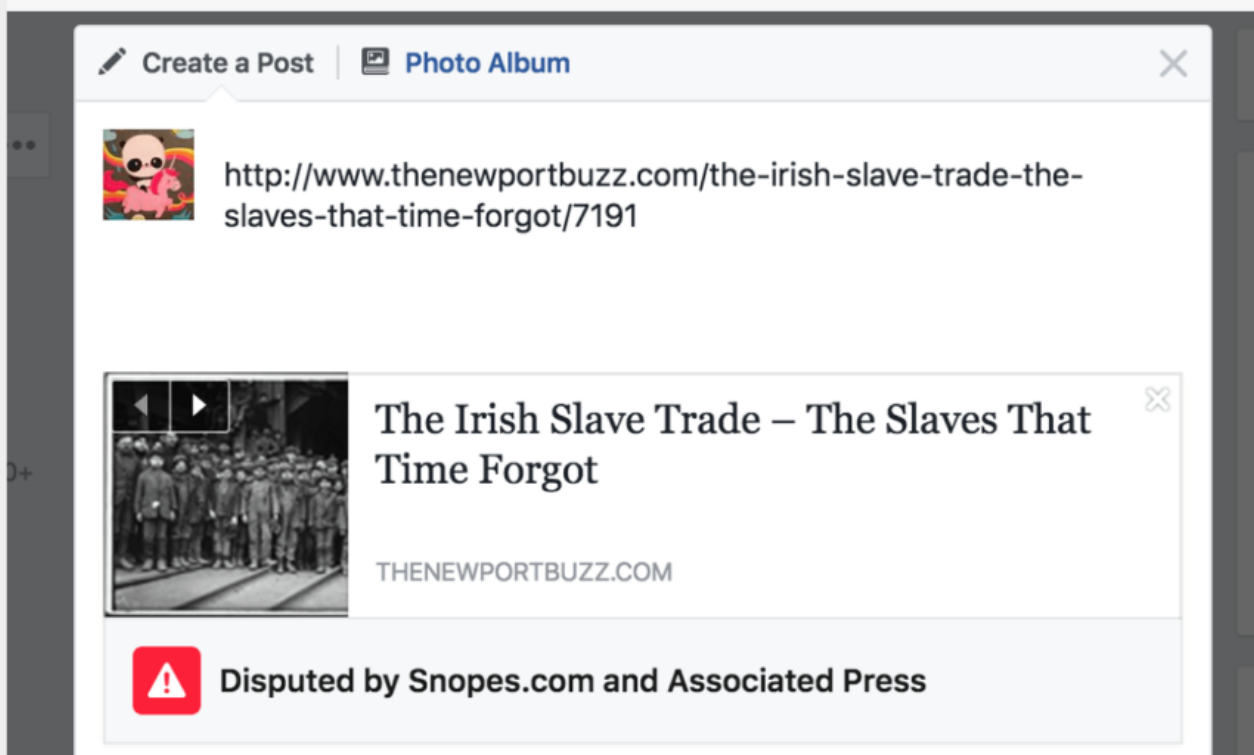 Create a Post
Photo Album
http://www.thenewportbuzz.com/the-irish-slave-trade-the-
slaves-that-time-forgot/7191
The Irish Slave Trade – The Slaves That
Time Forgot
THENEWPORTBUZZ.COM
Disputed by Snopes.com and Associated Press